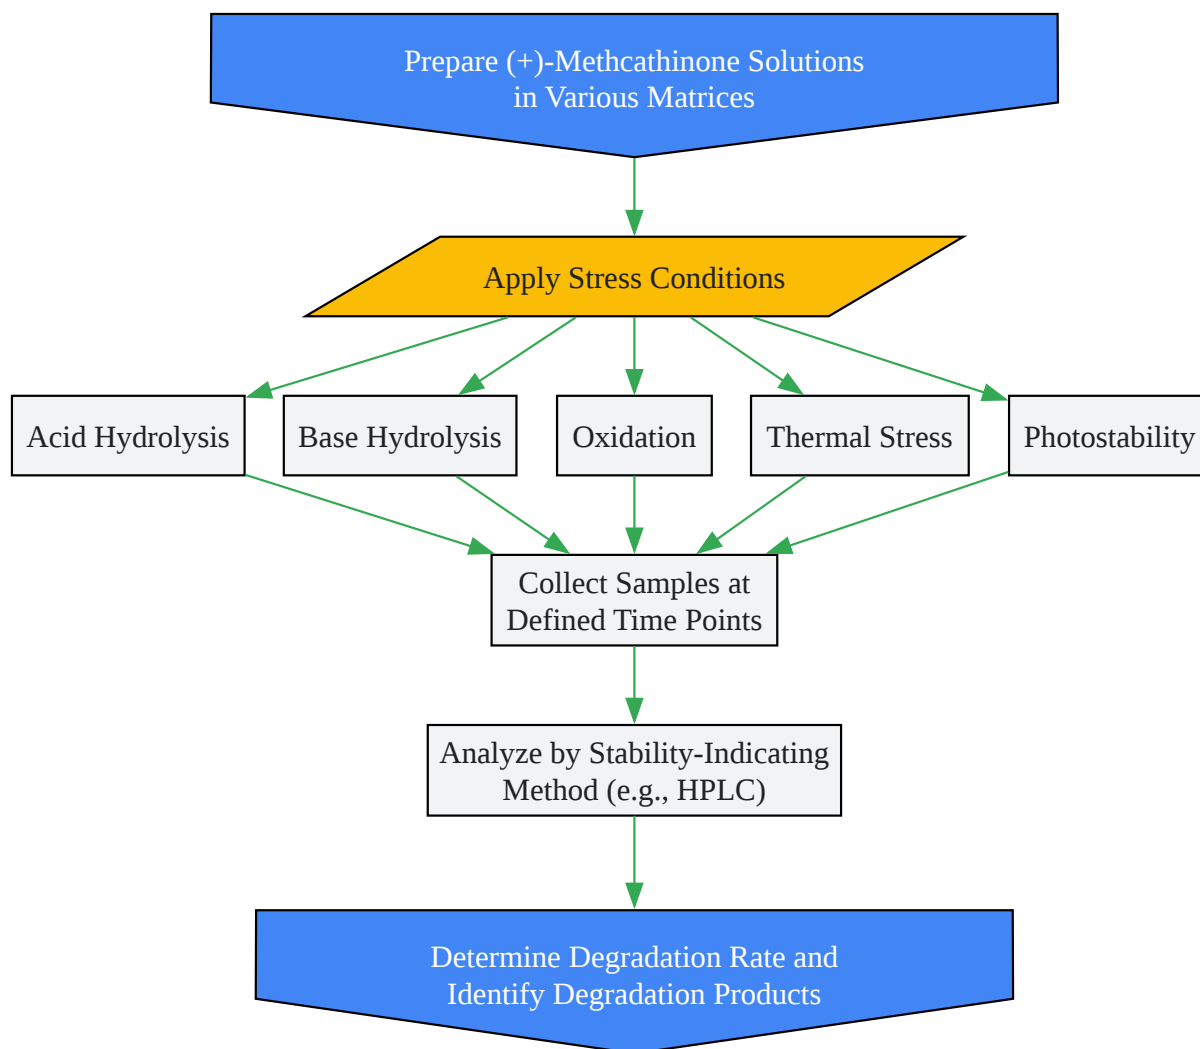 Prepare (+)-Methcathinone Solutions
in Various Matrices
Apply Stress Conditions
Acid Hydrolysis
Base Hydrolysis
Oxidation
Thermal Stress
Photostability
Collect Samples at
Defined Time Points
Analyze by Stability-Indicating
Method (e.g., HPLC)
Determine Degradation Rate and
Identify Degradation Products